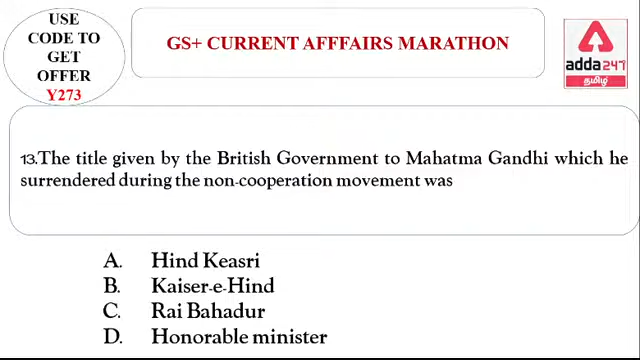 USE
CODE TO
GET
OFFER
Y273
GS+ CURRENT AFFFAIRS MARATHON
adda247
தமிழ்
13.The title given by the British Government to Mahatma Gandhi which he
surrendered during the non-cooperation movement was
A. Hind Keasri
B. Kaiser-e-Hind
C. Rai Bahadur
D. Honorable minister